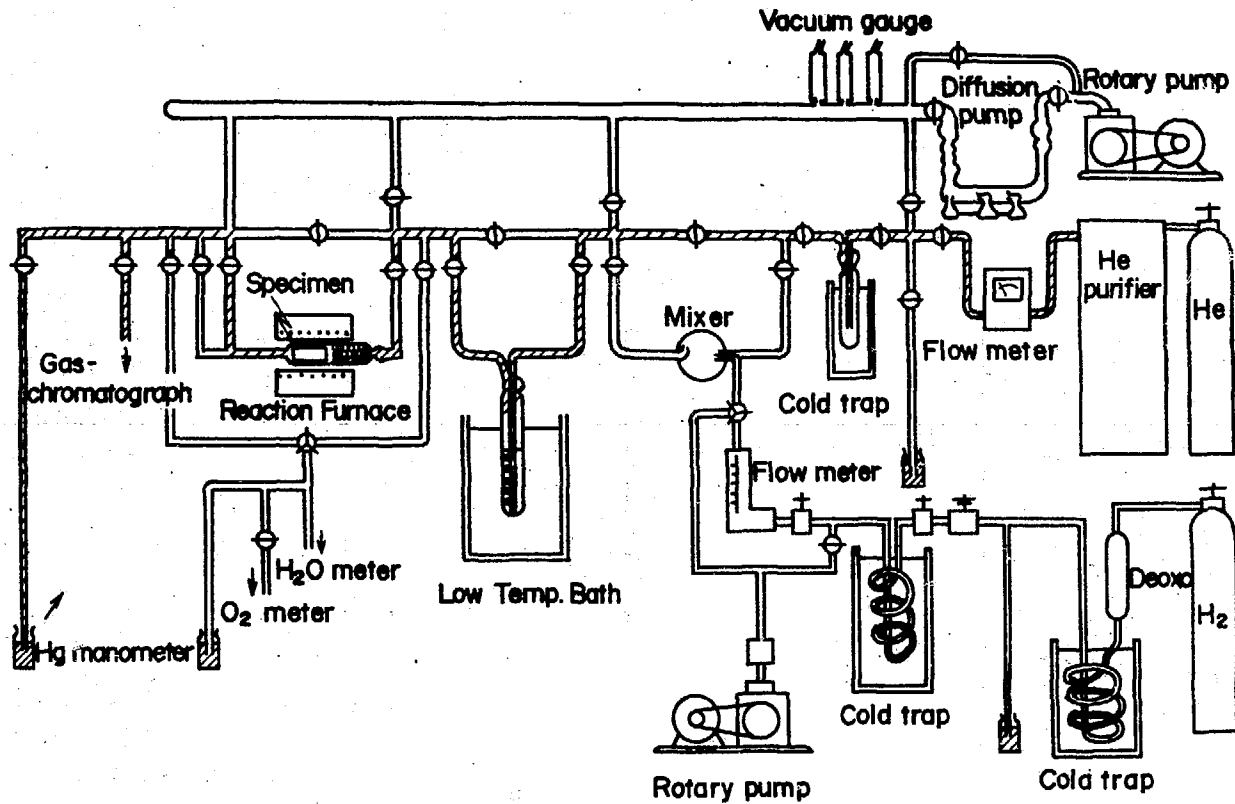 Vacuum gauge
Diffusion
pump
Rotary pump
Specimen
Gas-
chromatograph
Reaction Furnace
Mixer
Cold trap
Flow meter
He
purifier
He
Flow meter
H₂O meter
O₂ meter
Low Temp. Bath
Hg manometer
Cold trap
Deoxo
H₂
Rotary pump
Cold trap